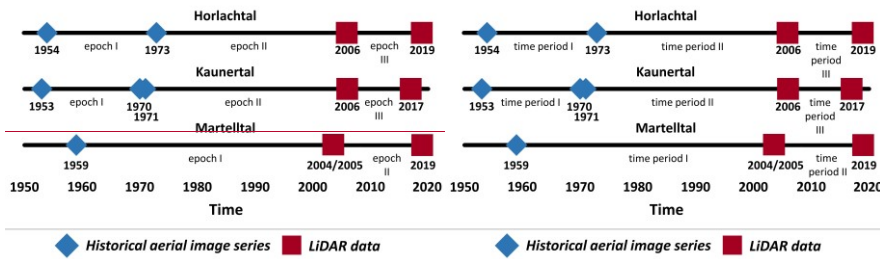 Horlachtal
1954 epoch I 1973 epoch II 2006 epoch III 2019
Kaunertal
1953 epoch I 1970 1971 epoch II 2006 epoch III 2017
Martelltal
1959 epoch I 2004/2005 epoch II 2019
1950 1960 1970 1980 1990 2000 2010 2020
Time
Historical aerial image series LiDAR data
Horlachtal
1954 time period I 1973 time period II 2006 time period III 2019
Kaunertal
1953 time period I 1970 1971 time period II 2006 time period III 2017
Martelltal
1959 time period I 2004/2005 time period II 2019
1950 1960 1970 1980 1990 2000 2010 2020
Time
Historical aerial image series LiDAR data